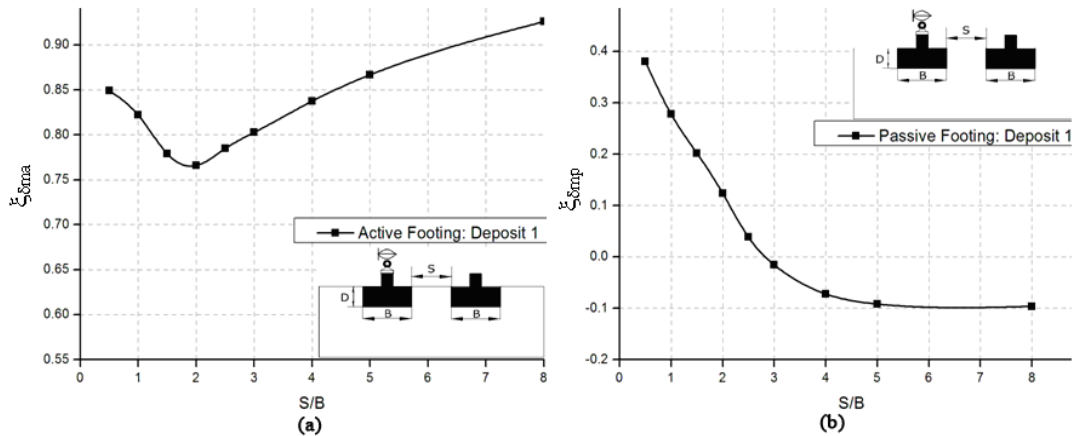 0.90
0.85
0.80
0.75
0.70
0.65
0.60
0.55
ξδma
0 1 2 3 4 5 6 7 8
S/B
(a)
Active Footing: Deposit 1
S
D
B B
0.4
0.3
0.2
0.1
0.0
-0.1
-0.2
ξδmp
0 1 2 3 4 5 6 7 8
S/B
(b)
S
D
B B
Passive Footing: Deposit 1